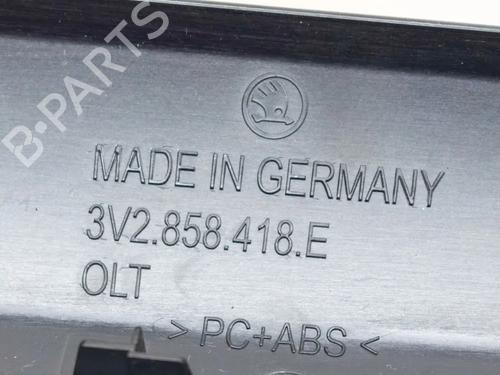 B-PARTS
MADE IN GERMANY
3V2.858.418.E
OLT
> PC+ABS <